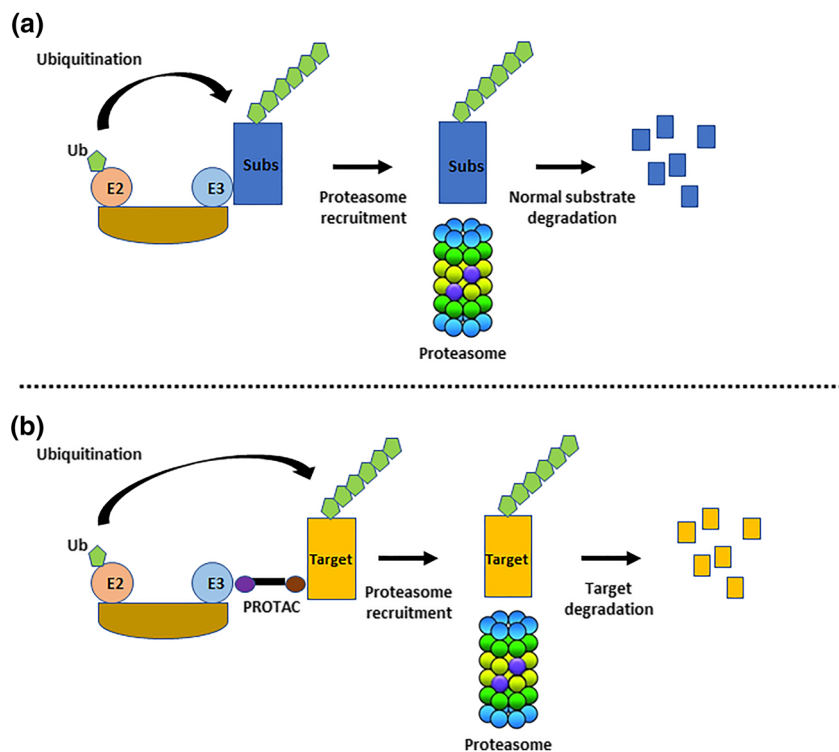 (a)
Ubiquitination
Ub
E2
E3
Subs
Proteasome
recruitment
Subs
Proteasome
Normal substrate
degradation
(b)
Ubiquitination
Ub
E2
E3
PROTAC
Target
Proteasome
recruitment
Target
Proteasome
Target
degradation